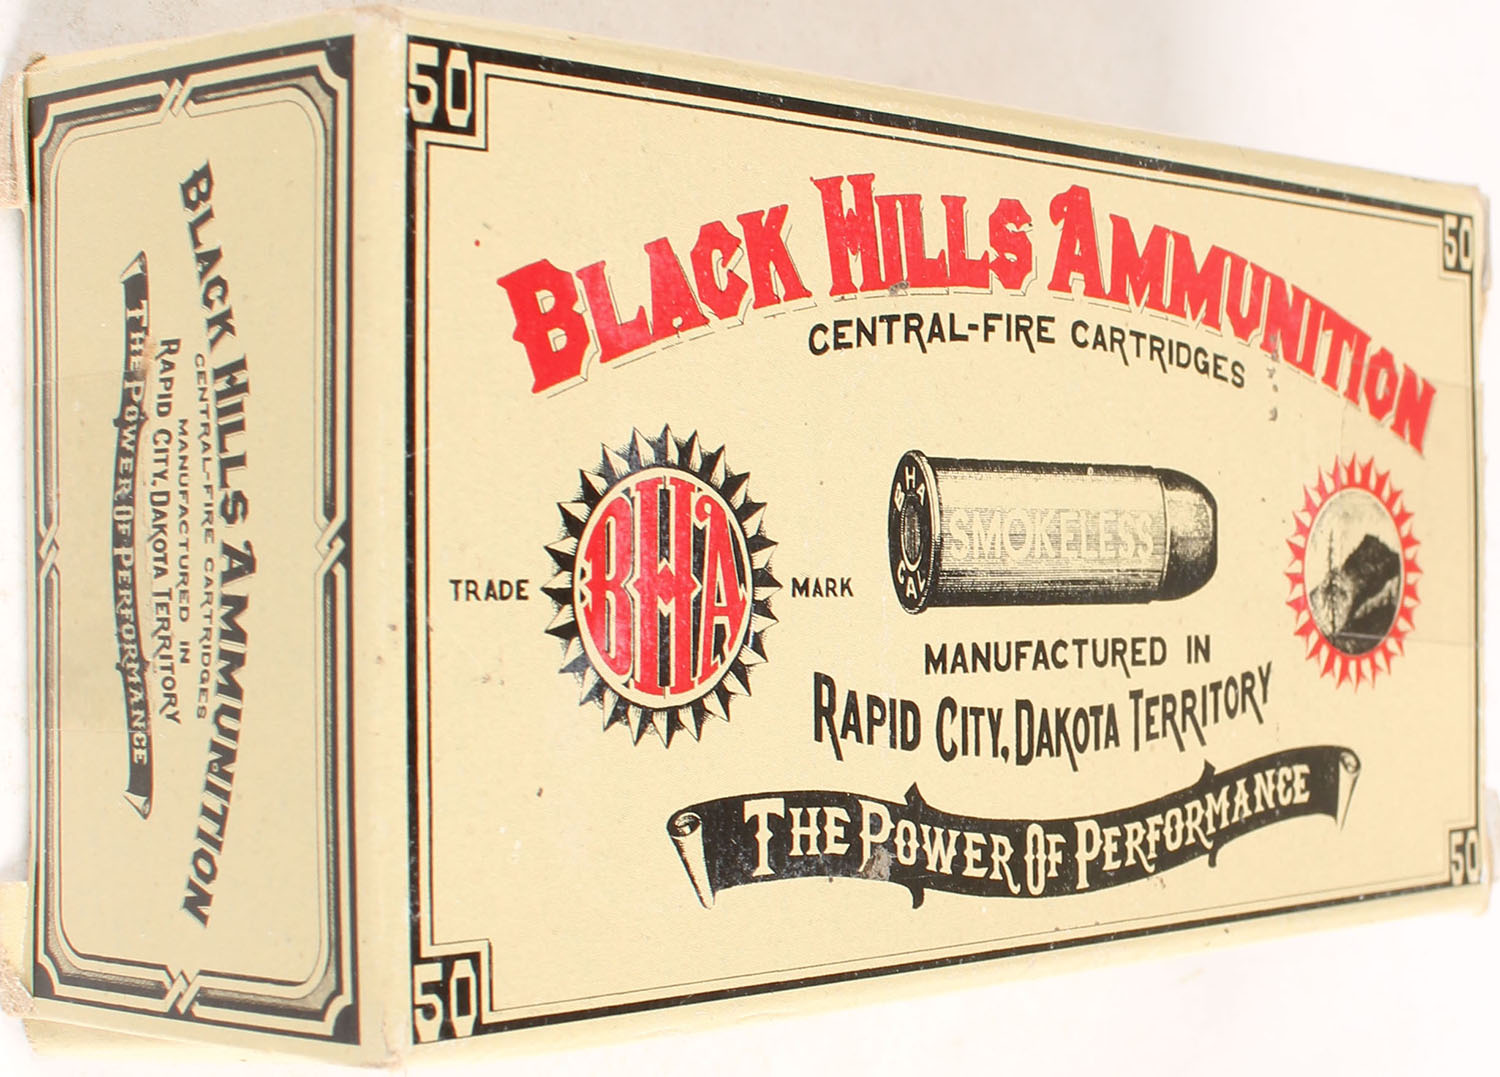 50
50
BLACK HILLS AMMUNITION
CENTRAL-FIRE CARTRIDGES
BHA
TRADE MARK
BHA
CAL
SMOKELESS
MANUFACTURED IN
RAPID CITY, DAKOTA TERRITORY
THE POWER OF PERFORMANCE
50
50
BLACK HILLS AMMUNITION
CENTRAL-FIRE CARTRIDGES
MANUFACTURED IN
RAPID CITY, DAKOTA TERRITORY
THE POWER OF PERFORMANCE